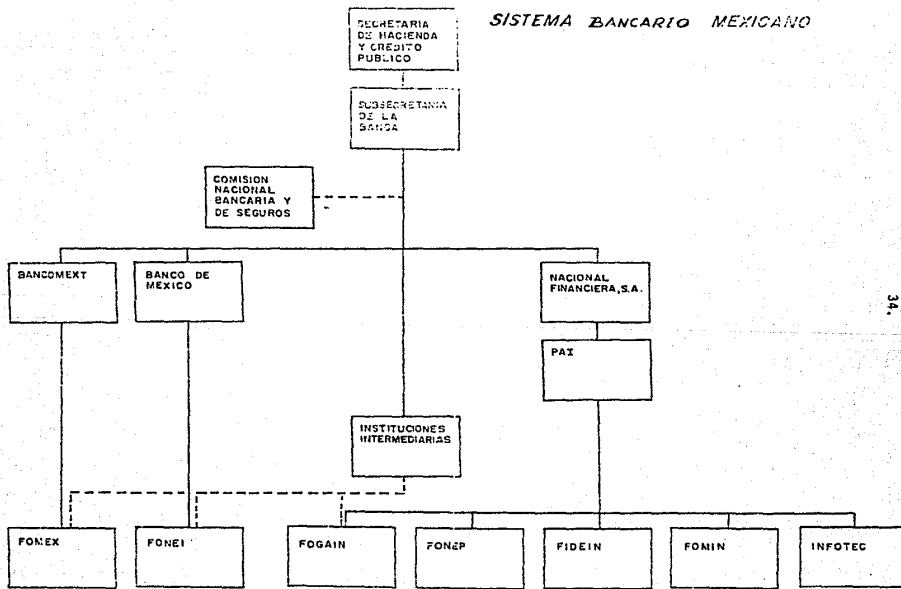 SISTEMA BANCARIO MEXICANO
SECRETARIA
DE HACIENDA
Y CREDITO
PUBLICO
SUBSECRETARIA
DE LA
BANCA
COMISION
NACIONAL
BANCARIA Y
DE SEGUROS
BANCOMEXT
BANCO DE
MEXICO
NACIONAL
FINANCIERA, S.A.
34.
PAI
INSTITUCIONES
INTERMEDIARIAS
FOMEX
FONEI
FOGAIN
FONEP
FIDEIN
FOMIN
INFOTEC